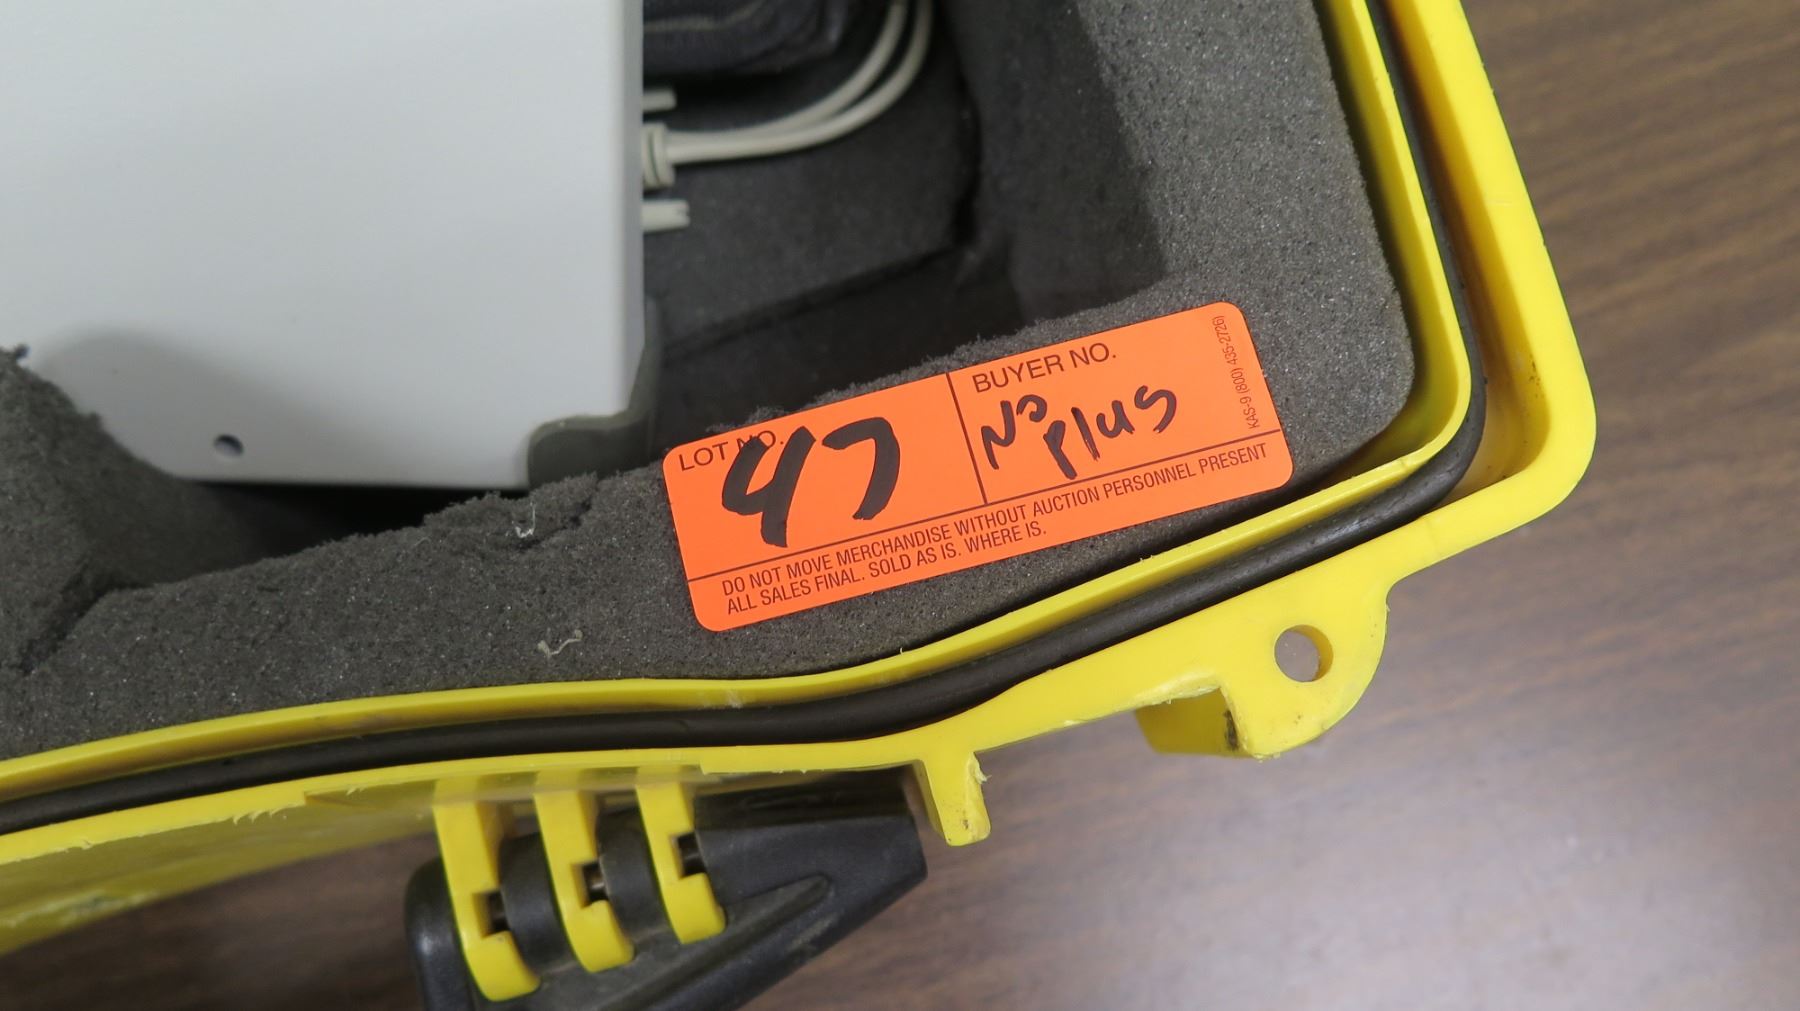 LOT NO.
47
BUYER NO.
No
Plus
DO NOT MOVE MERCHANDISE WITHOUT AUCTION PERSONNEL PRESENT
ALL SALES FINAL. SOLD AS IS. WHERE IS.
KAS-9 (800) 435-2726)